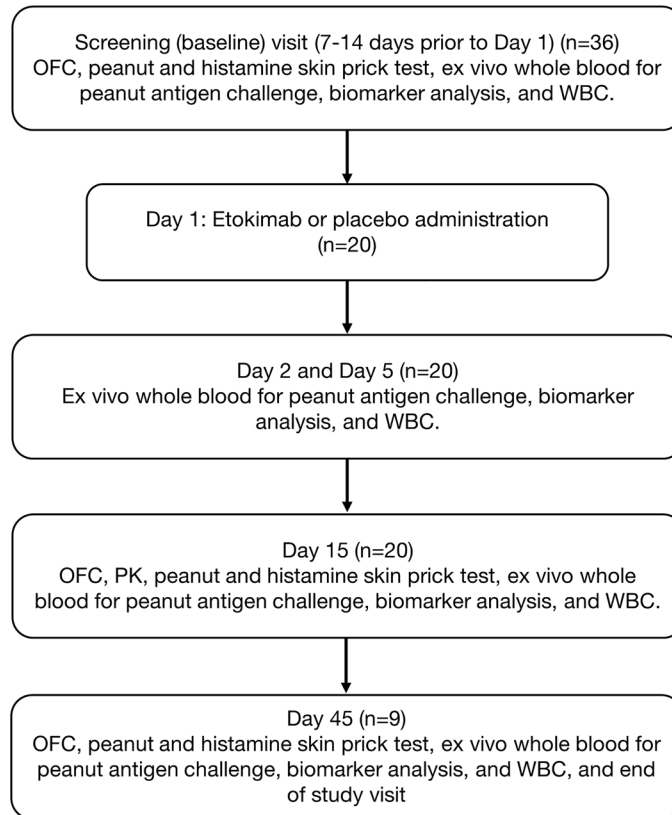 Screening (baseline) visit (7-14 days prior to Day 1) (n=36)
OFC, peanut and histamine skin prick test, ex vivo whole blood for
peanut antigen challenge, biomarker analysis, and WBC.
Day 1: Etokimab or placebo administration
(n=20)
Day 2 and Day 5 (n=20)
Ex vivo whole blood for peanut antigen challenge, biomarker
analysis, and WBC.
Day 15 (n=20)
OFC, PK, peanut and histamine skin prick test, ex vivo whole
blood for peanut antigen challenge, biomarker analysis, and WBC.
Day 45 (n=9)
OFC, peanut and histamine skin prick test, ex vivo whole blood for
peanut antigen challenge, biomarker analysis, and WBC, and end
of study visit